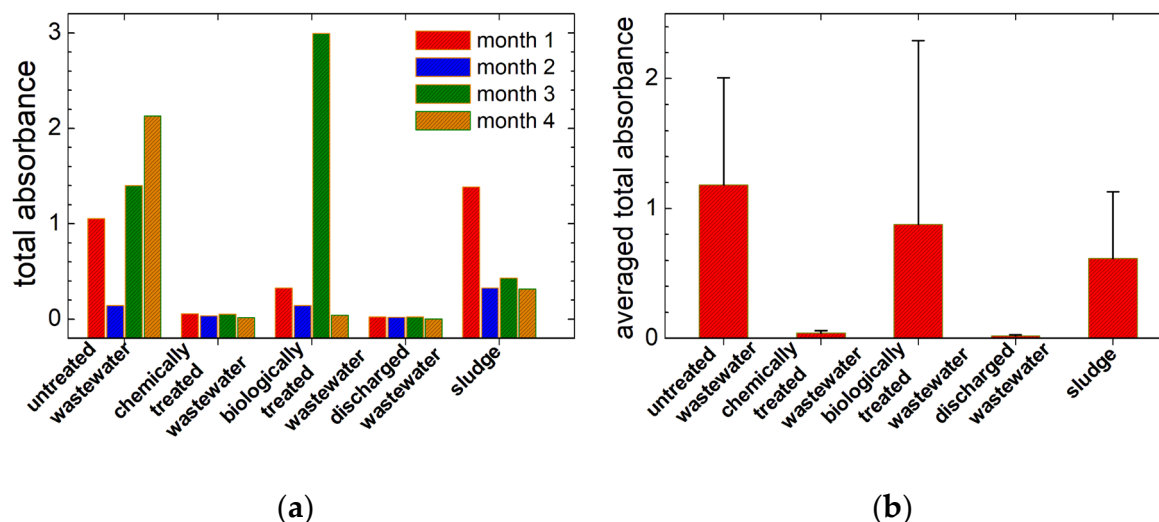 3
2
1
0
total absorbance
month 1
month 2
month 3
month 4
untreated
wastewater
chemically
treated
wastewater
biologically
treated
wastewater
discharged
wastewater
sludge
(a)
2
1
0
averaged total absorbance
untreated
wastewater
chemically
treated
wastewater
biologically
treated
wastewater
discharged
wastewater
sludge
(b)